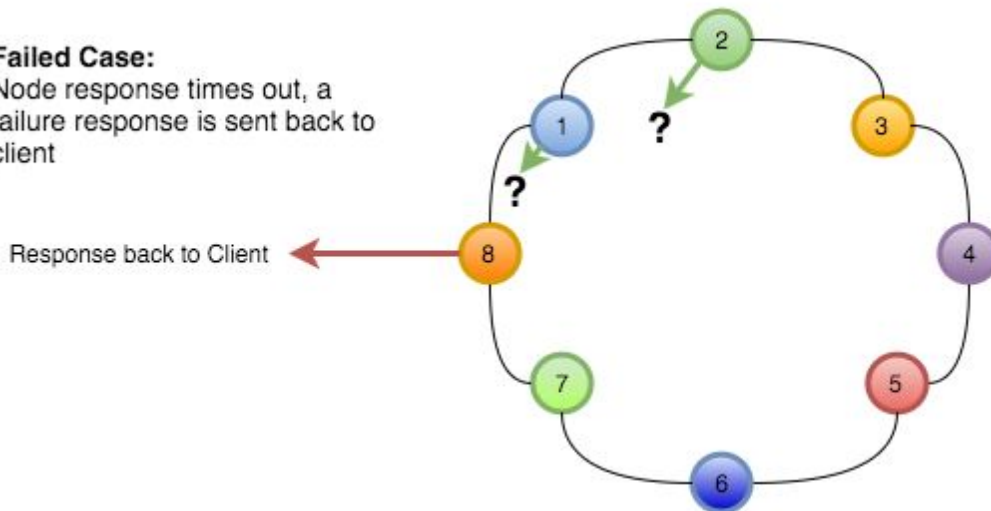 Failed Case:
Node response times out, a
failure response is sent back to
client
2
1
?
3
?
Response back to Client
8
4
7
5
6